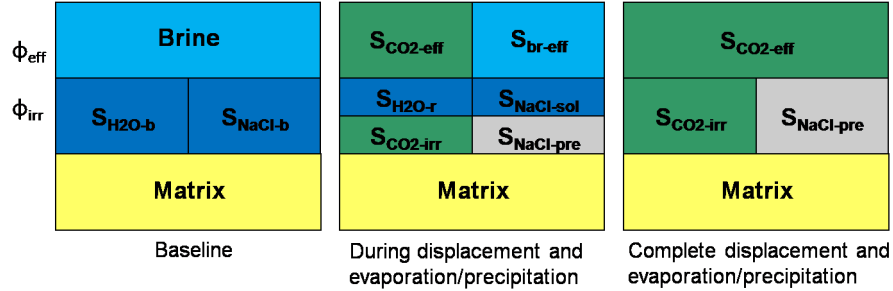 ϕeff
Brine
SCO2-eff
Sbr-eff
SCO2-eff
ϕirr
SH2O-b
SNaCl-b
SH2O-r
SNaCl-sol
SCO2-irr
SNaCl-pre
SCO2-irr
SNaCl-pre
Matrix
Matrix
Matrix
Baseline
During displacement and
evaporation/precipitation
Complete displacement and
evaporation/precipitation